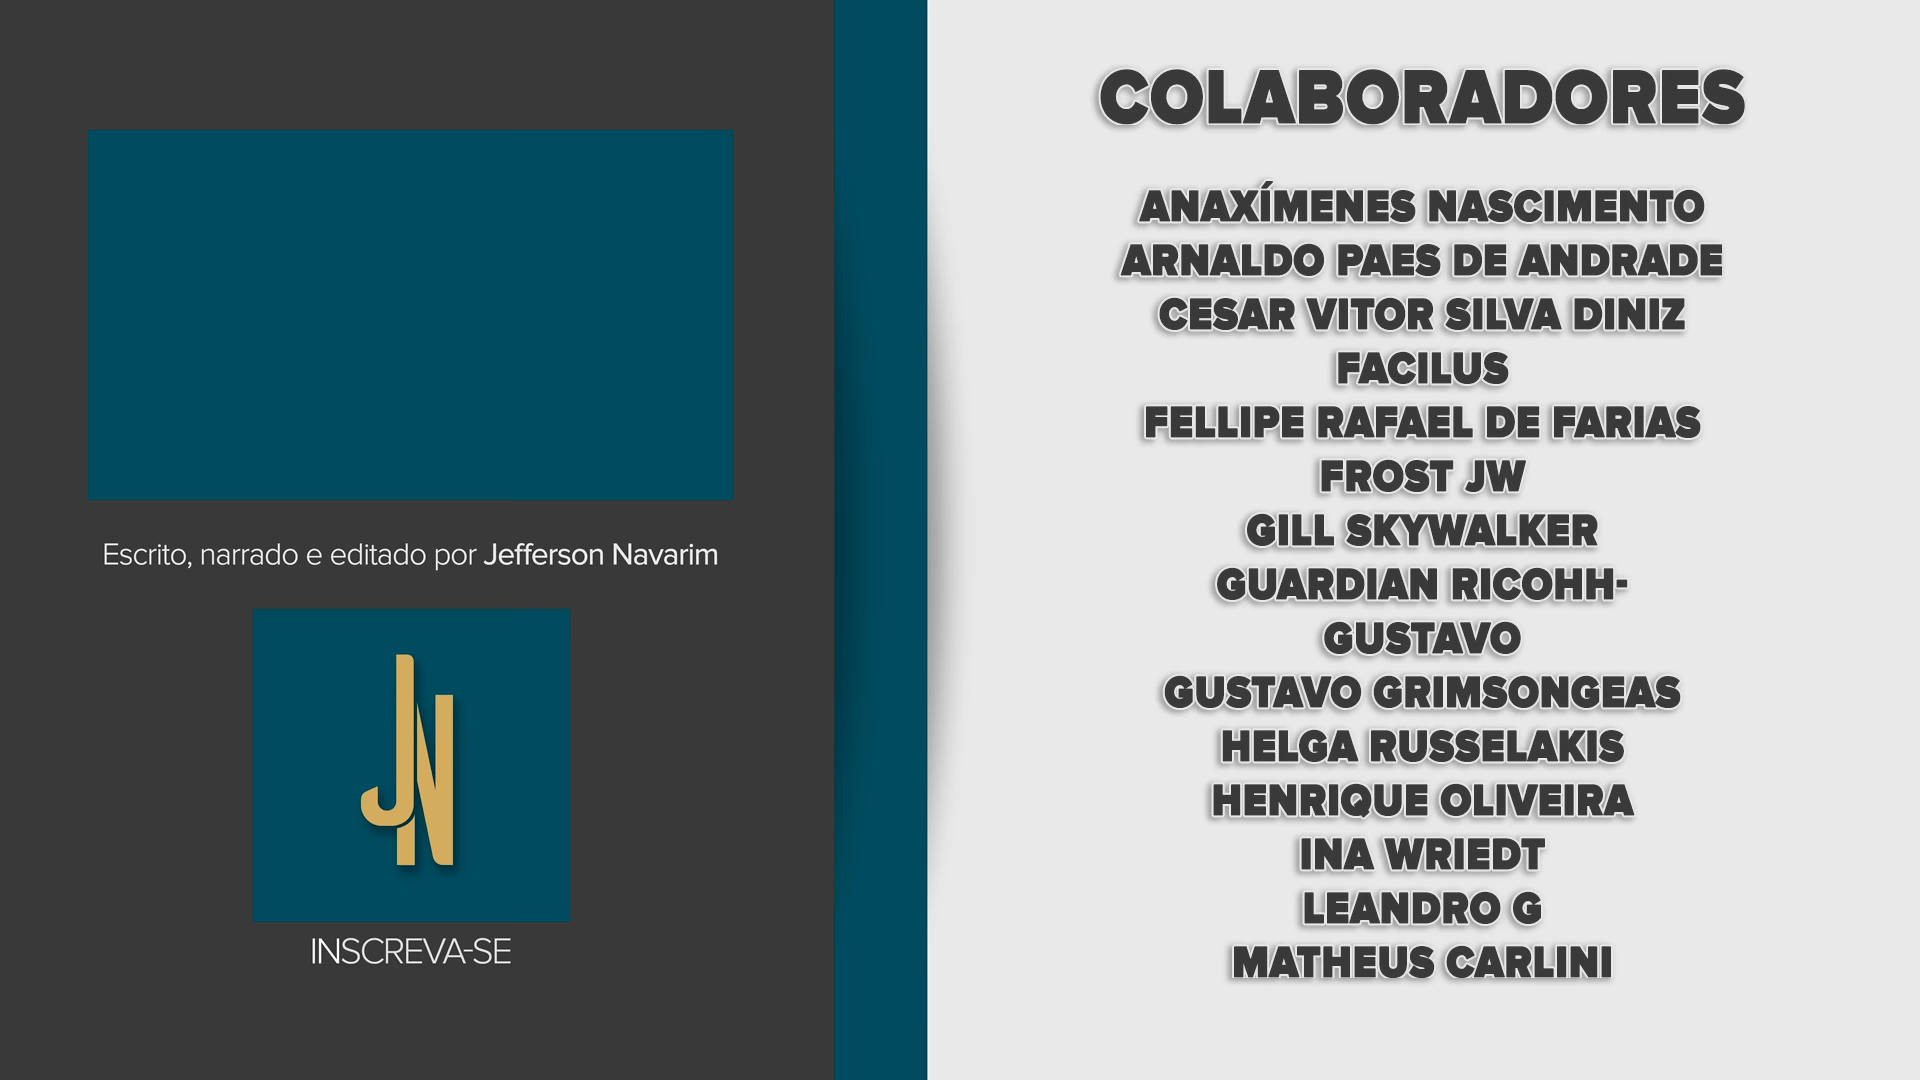 Escrito, narrado e editado por Jefferson Navarim
JN
INSCREVA-SE
COLABORADORES
ANAXÍMENES NASCIMENTO
ARNALDO PAES DE ANDRADE
CESAR VITOR SILVA DINIZ
FACILUS
FELLIPE RAFAEL DE FARIAS
FROST JW
GILL SKYWALKER
GUARDIAN RICOHH-
GUSTAVO
GUSTAVO GRIMSONGEAS
HELGA RUSSELAKIS
HENRIQUE OLIVEIRA
INA WRIEDT
LEANDRO G
MATHEUS CARLINI